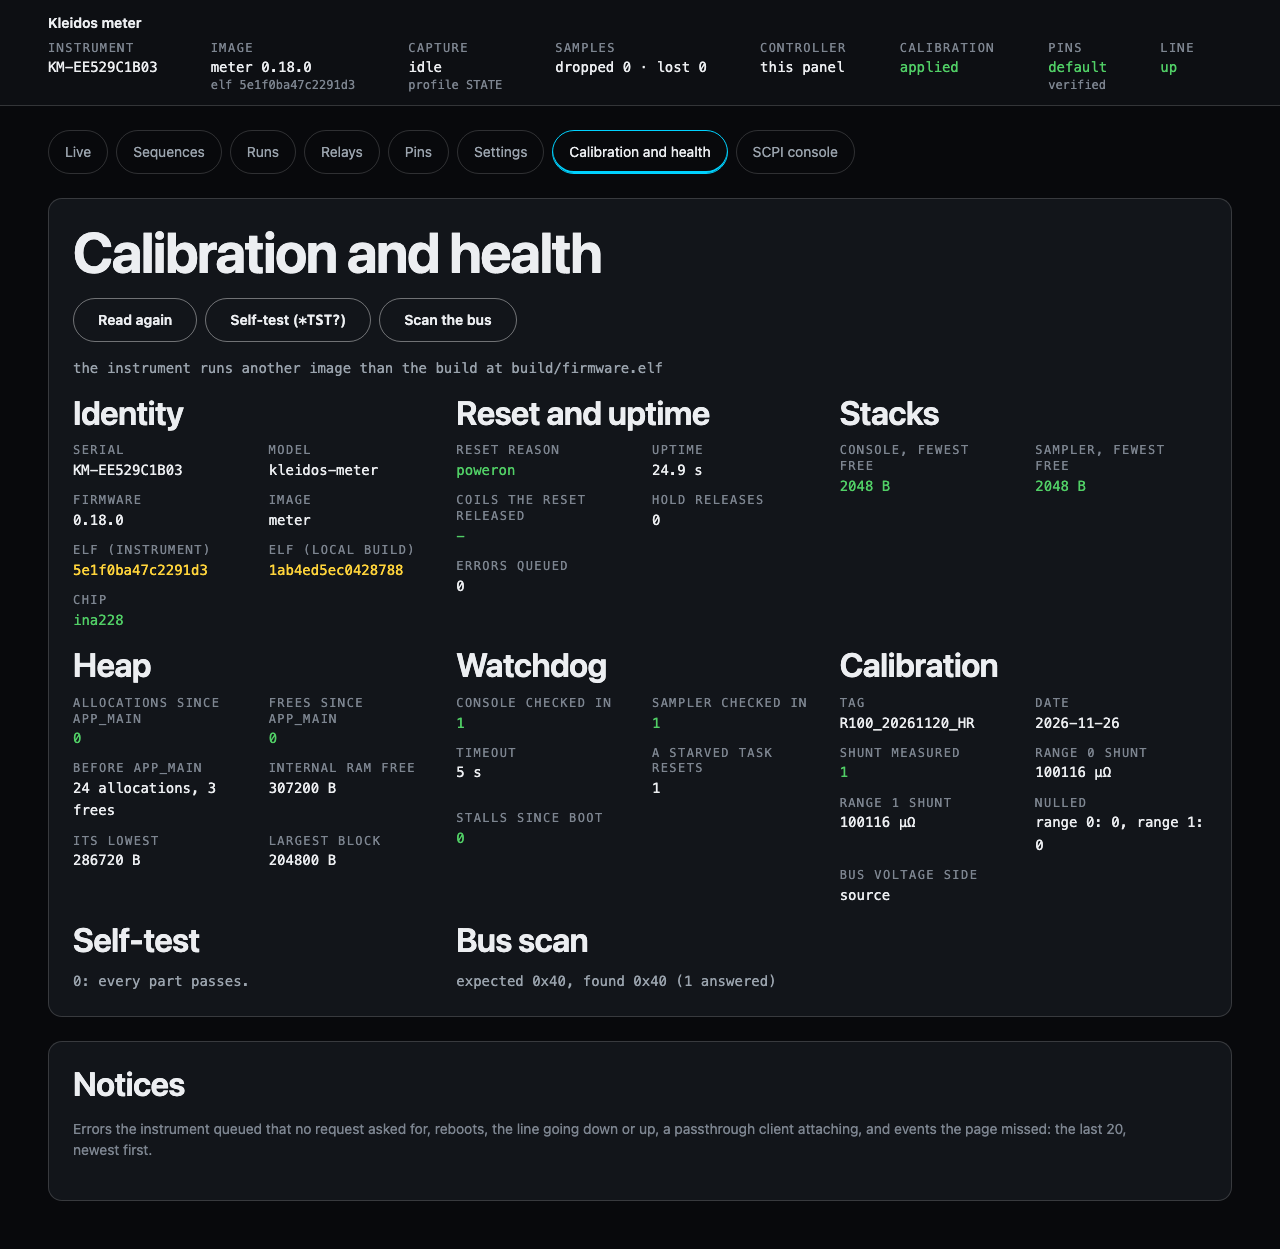 Kleidos meter
INSTRUMENT
KM-EE529C1B03
IMAGE
meter 0.18.0
elf 5e1f0ba47c2291d3
CAPTURE
idle
profile STATE
SAMPLES
dropped 0 · lost 0
CONTROLLER
this panel
CALIBRATION
applied
PINS
default
verified
LINE
up
Live
Sequences
Runs
Relays
Pins
Settings
Calibration and health
SCPI console
Calibration and health
Read again
Self-test (*TST?)
Scan the bus
the instrument runs another image than the build at build/firmware.elf
Identity
SERIAL
KM-EE529C1B03
MODEL
kleidos-meter
FIRMWARE
0.18.0
IMAGE
meter
ELF (INSTRUMENT)
5e1f0ba47c2291d3
ELF (LOCAL BUILD)
1ab4ed5ec0428788
CHIP
ina228
Reset and uptime
RESET REASON
poweron
UPTIME
24.9 s
COILS THE RESET
RELEASED
–
HOLD RELEASES
0
ERRORS QUEUED
0
Stacks
CONSOLE, FEWEST
FREE
2048 B
SAMPLER, FEWEST
FREE
2048 B
Heap
ALLOCATIONS SINCE
APP_MAIN
0
FREES SINCE
APP_MAIN
0
BEFORE APP_MAIN
24 allocations, 3
frees
INTERNAL RAM FREE
307200 B
ITS LOWEST
286720 B
LARGEST BLOCK
204800 B
Watchdog
CONSOLE CHECKED IN
1
SAMPLER CHECKED IN
1
TIMEOUT
5 s
A STARVED TASK
RESETS
1
STALLS SINCE BOOT
0
Calibration
TAG
R100_20261120_HR
DATE
2026-11-26
SHUNT MEASURED
1
RANGE 0 SHUNT
100116 µΩ
RANGE 1 SHUNT
100116 µΩ
NULLED
range 0: 0, range 1:
0
BUS VOLTAGE SIDE
source
Self-test
0: every part passes.
Bus scan
expected 0x40, found 0x40 (1 answered)
Notices
Errors the instrument queued that no request asked for, reboots, the line going down or up, a passthrough client attaching, and events the page missed: the last 20,
newest first.